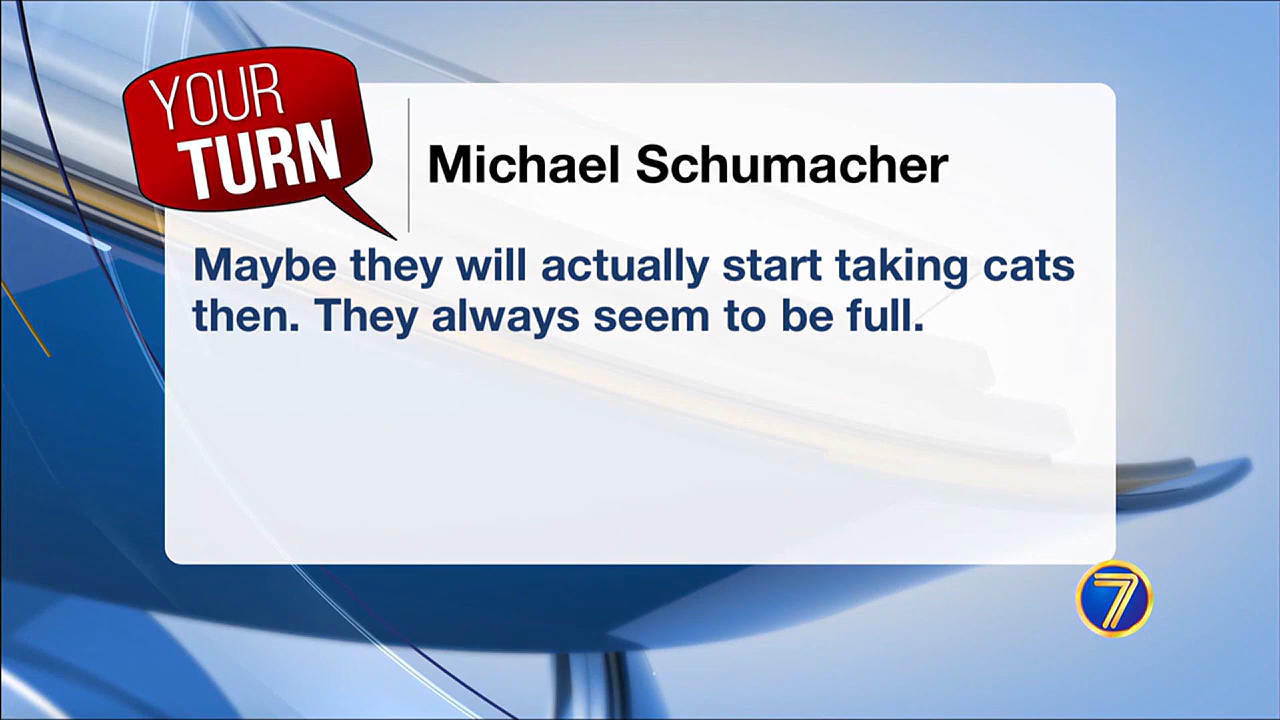 YOUR
TURN
Michael Schumacher
Maybe they will actually start taking cats
then. They always seem to be full.
7